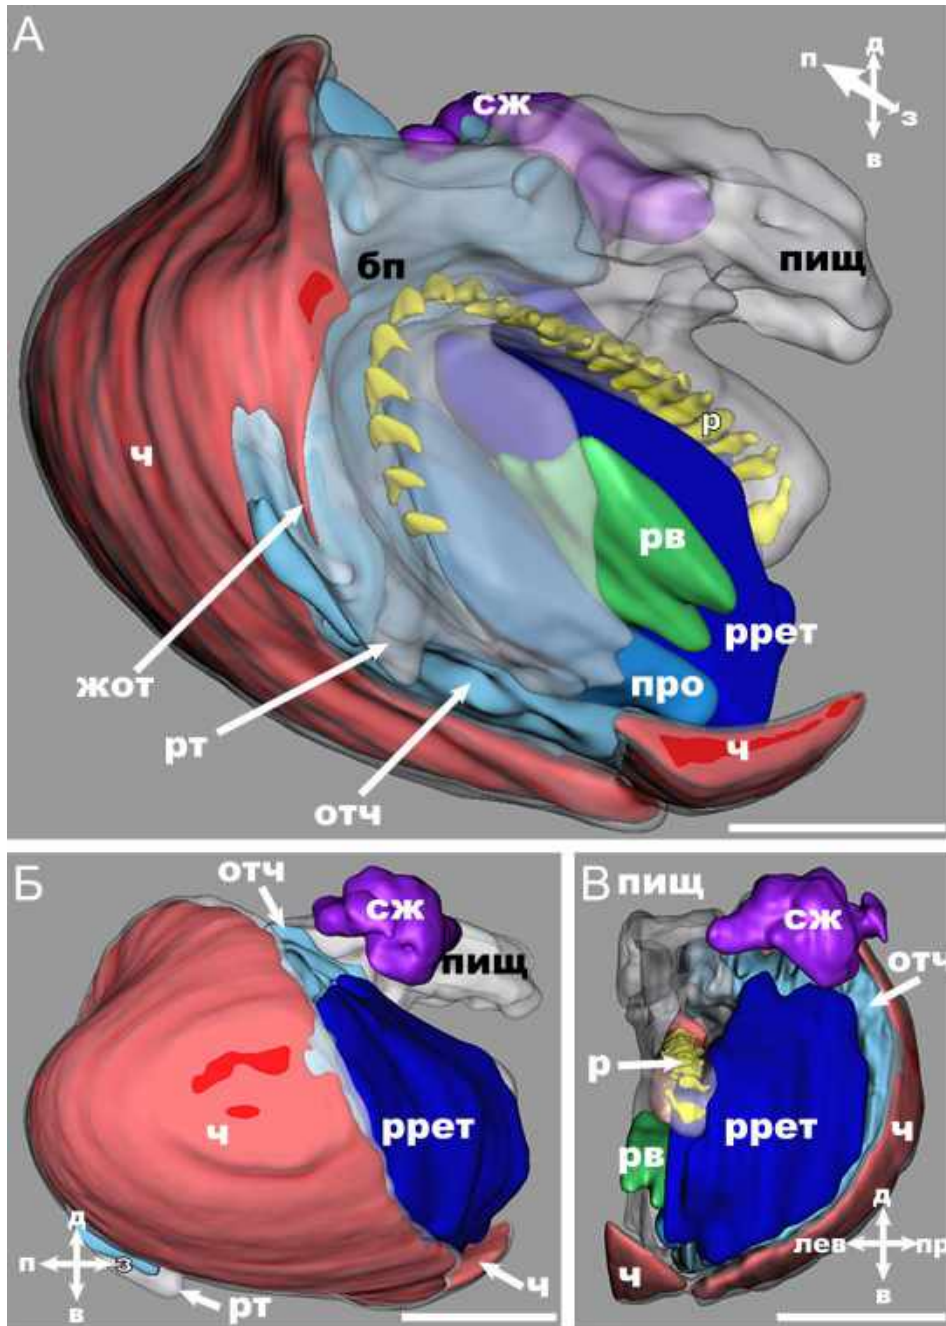 А
д
п
з
в
сж
бп
пищ
ч
р
рв
ррет
жот
про
рт
ч
отч
Б
отч
сж
пищ
ррет
ч
д
п
з
в
рт
ч
В
пищ
сж
отч
р
ррет
рв
ч
д
лев
пр
в
ч